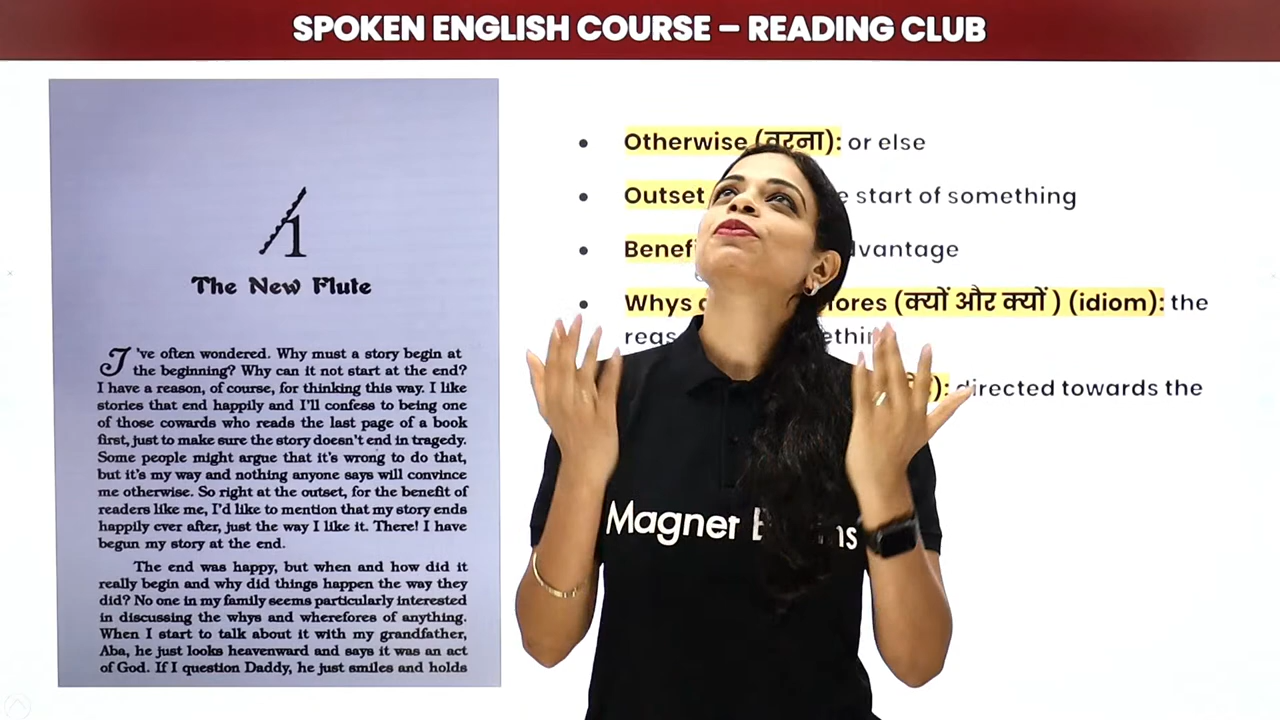 SPOKEN ENGLISH COURSE – READING CLUB
1
The New Flute
I've often wondered. Why must a story begin at
the beginning? Why can it not start at the end?
I have a reason, of course, for thinking this way. I like
stories that end happily and I'll confess to being one
of those cowards who reads the last page of a book
first, just to make sure the story doesn't end in tragedy.
Some people might argue that it's wrong to do that,
but it's my way and nothing anyone says will convince
me otherwise. So right at the outset, for the benefit of
readers like me, I'd like to mention that my story ends
happily ever after, just the way I like it. There! I have
begun my story at the end.
The end was happy, but when and how did it
really begin and why did things happen the way they
did? No one in my family seems particularly interested
in discussing the whys and wherefores of anything.
When I start to talk about it with my grandfather,
Aba, he just looks heavenward and says it was an act
of God. If I question Daddy, he just smiles and holds
• Otherwise (वरना): or else
• Outset start of something
•
• Whys (क्यों और क्यों ) (idiom): the
•
directed towards the
Magnet